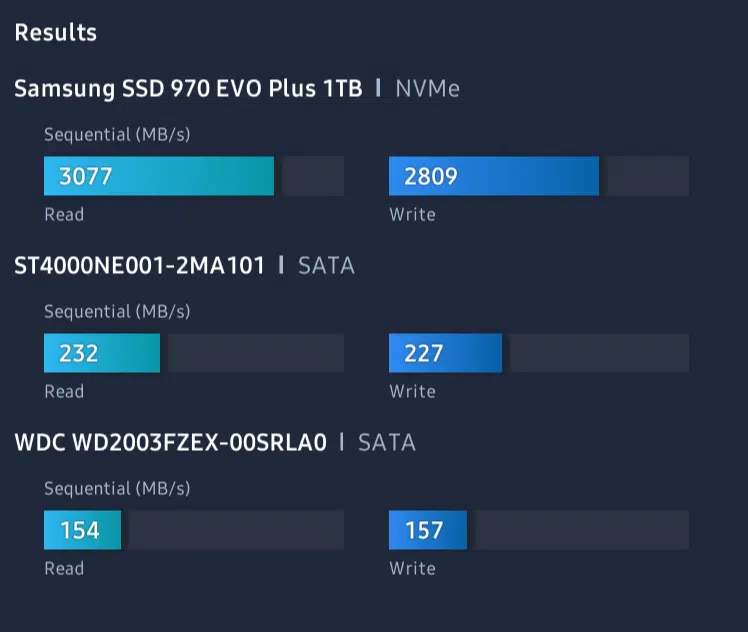 Results
Samsung SSD 970 EVO Plus 1TB | NVMe
Sequential (MB/s)
3077 2809
Read Write
ST4000NE001-2MA101 | SATA
Sequential (MB/s)
232 227
Read Write
WDC WD2003FZEX-00SRLA0 | SATA
Sequential (MB/s)
154 157
Read Write